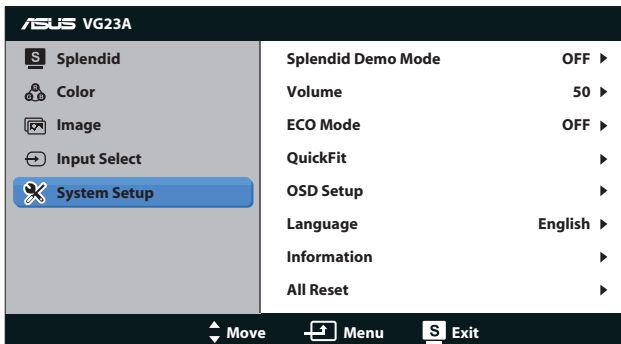 ASUS VG23A
S Splendid
Color
Image
Input Select
System Setup
Splendid Demo Mode OFF
Volume 50
ECO Mode OFF
QuickFit
OSD Setup
Language English
Information
All Reset
Move Menu S Exit